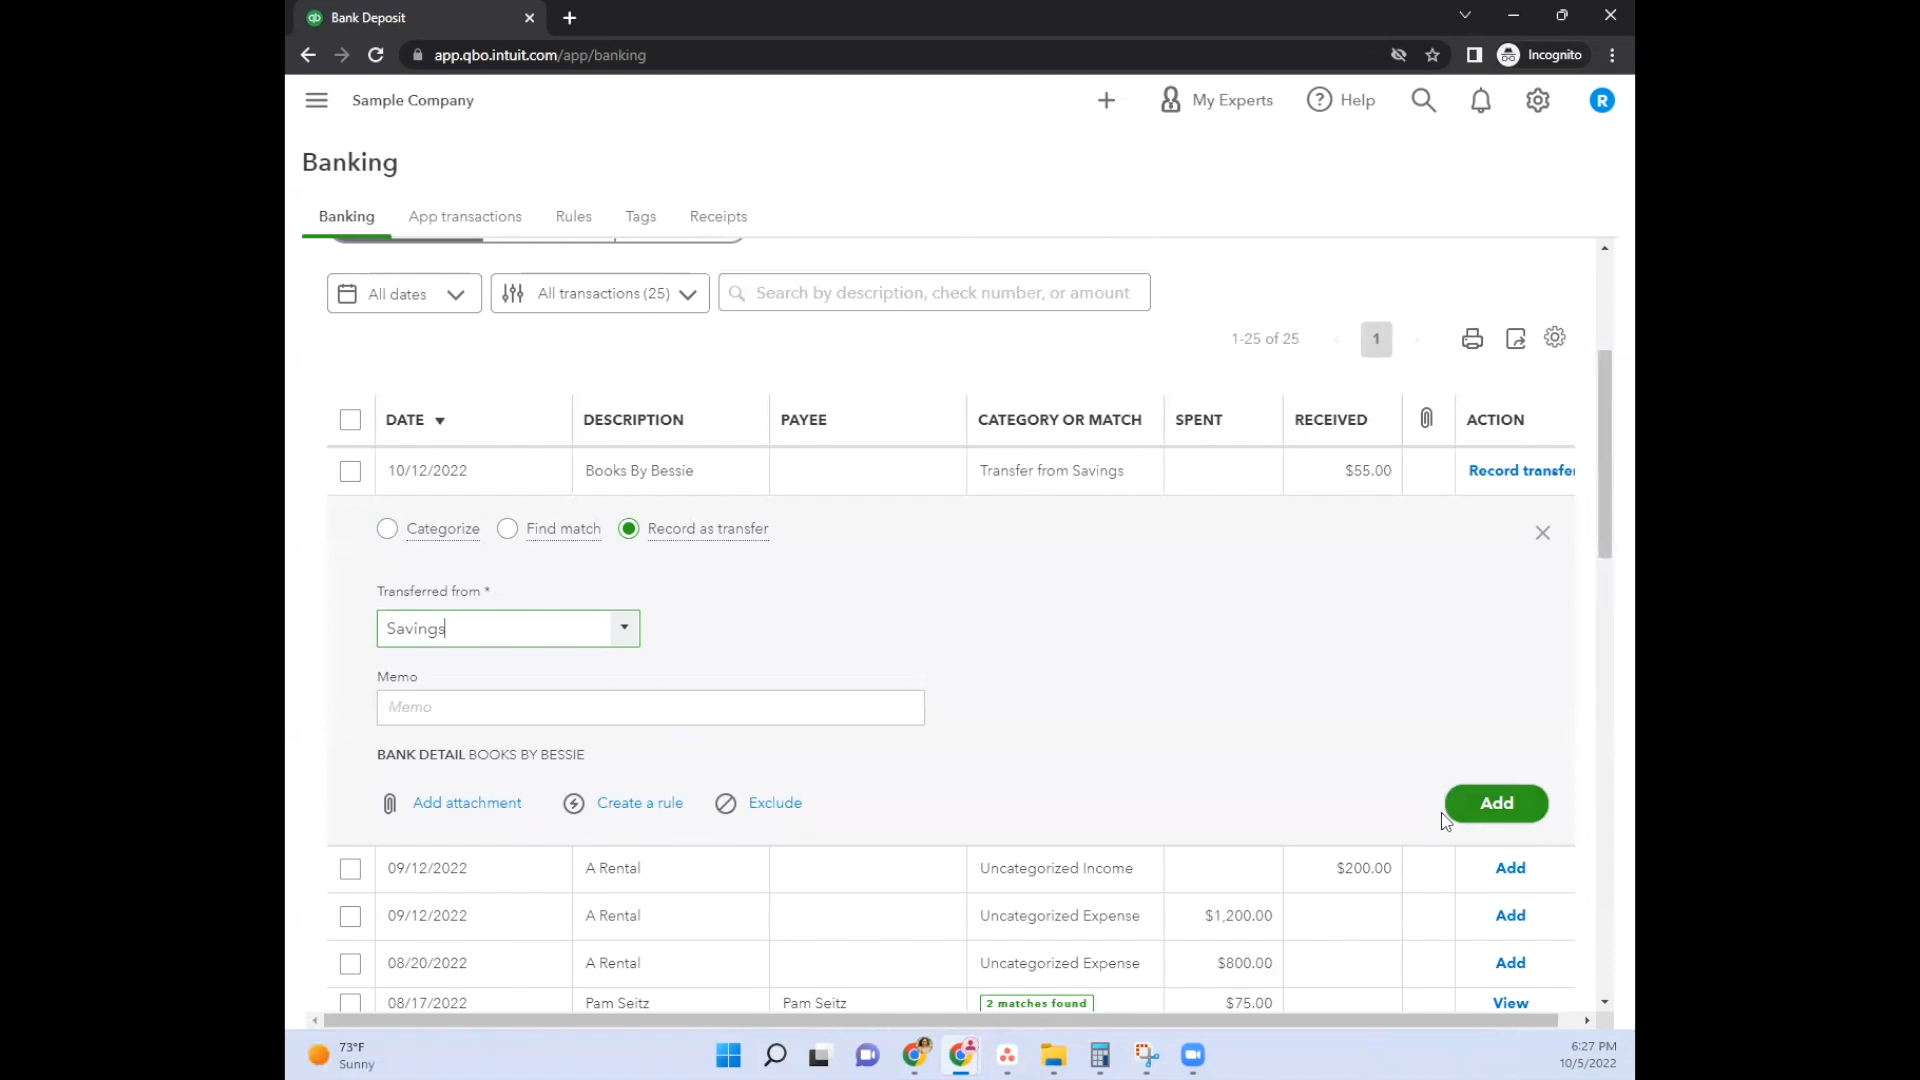 Bank Deposit
app.qbo.intuit.com/app/banking
Incognito
Sample Company
My Experts
Help
R
Banking
Banking
App transactions
Rules
Tags
Receipts
All dates
All transactions (25)
Search by description, check number, or amount
1-25 of 25
1
DATE DESCRIPTION PAYEE CATEGORY OR MATCH SPENT RECEIVED ACTION
10/12/2022 Books By Bessie Transfer from Savings $55.00 Record transfer
Categorize Find match Record as transfer
Transferred from *
Savings
Memo
Memo
BANK DETAIL BOOKS BY BESSIE
Add attachment Create a rule Exclude Add
09/12/2022 A Rental Uncategorized Income $200.00 Add
09/12/2022 A Rental Uncategorized Expense $1,200.00 Add
08/20/2022 A Rental Uncategorized Expense $800.00 Add
08/17/2022 Pam Seitz Pam Seitz 2 matches found $75.00 View
73°F
Sunny
6:27 PM
10/5/2022